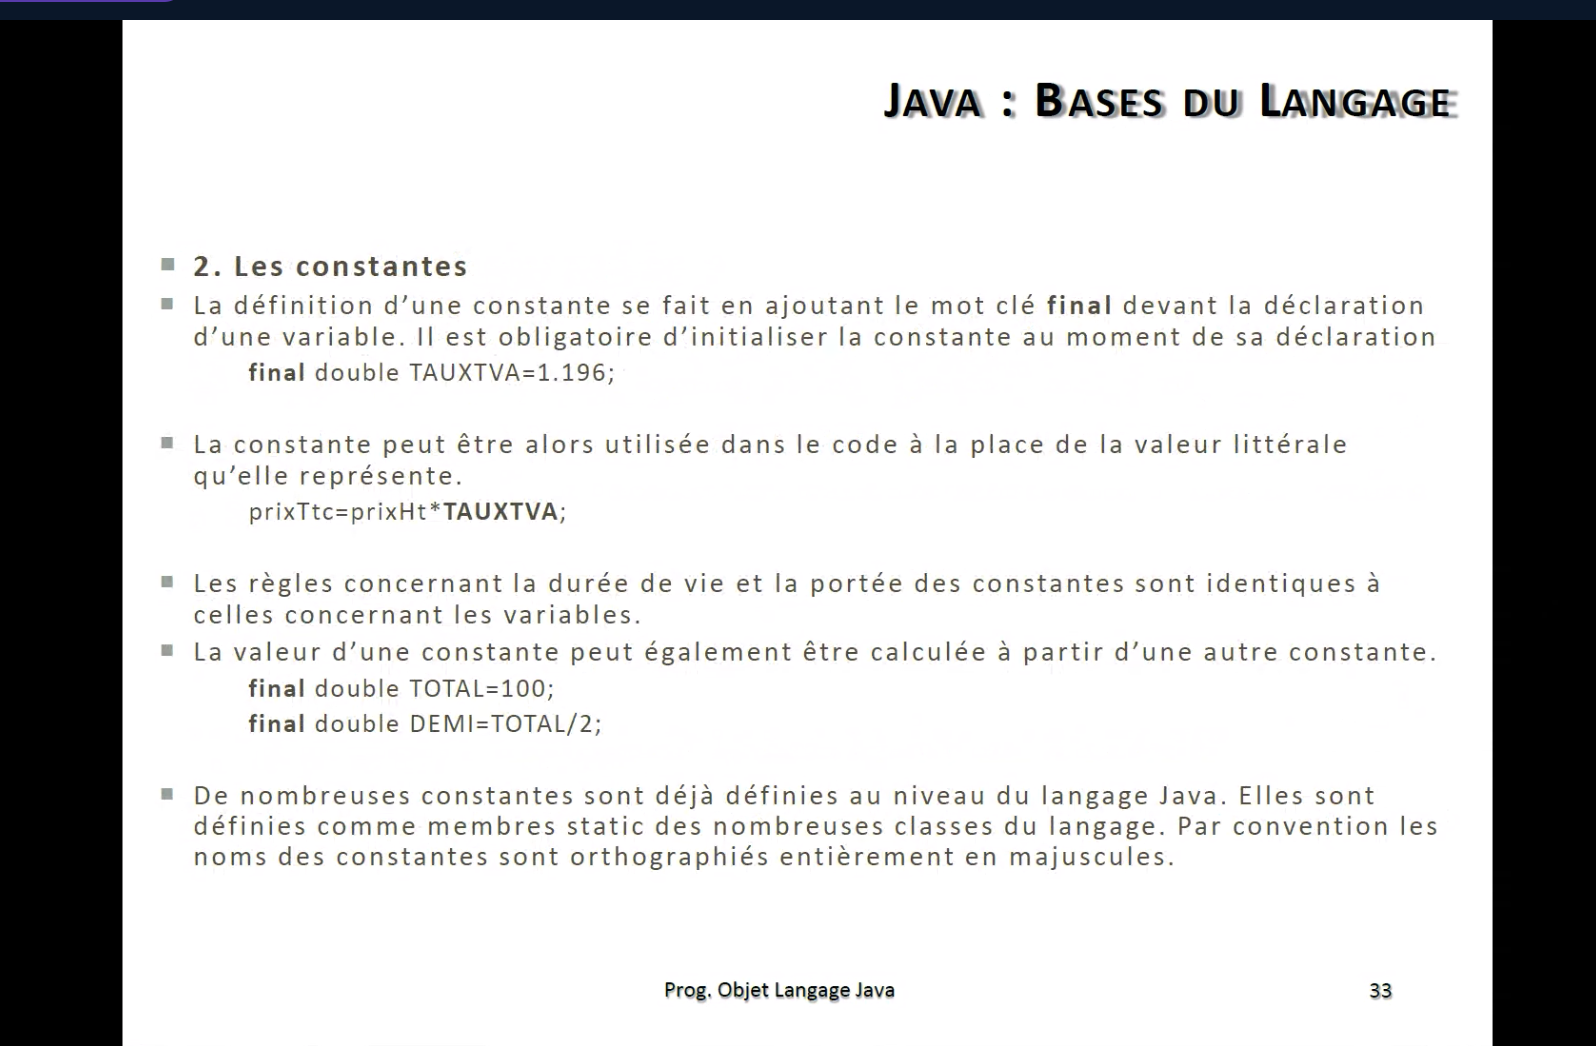 JAVA : BASES DU LANGAGE
2. Les constantes
La définition d’une constante se fait en ajoutant le mot clé final devant la déclaration
d’une variable. Il est obligatoire d’initialiser la constante au moment de sa déclaration
final double TAUXTVA=1.196;
La constante peut être alors utilisée dans le code à la place de la valeur littérale
qu’elle représente.
prixTtc=prixHt*TAUXTVA;
Les règles concernant la durée de vie et la portée des constantes sont identiques à
celles concernant les variables.
La valeur d’une constante peut également être calculée à partir d’une autre constante.
final double TOTAL=100;
final double DEMI=TOTAL/2;
De nombreuses constantes sont déjà définies au niveau du langage Java. Elles sont
définies comme membres static des nombreuses classes du langage. Par convention les
noms des constantes sont orthographiés entièrement en majuscules.
Prog. Objet Langage Java
33